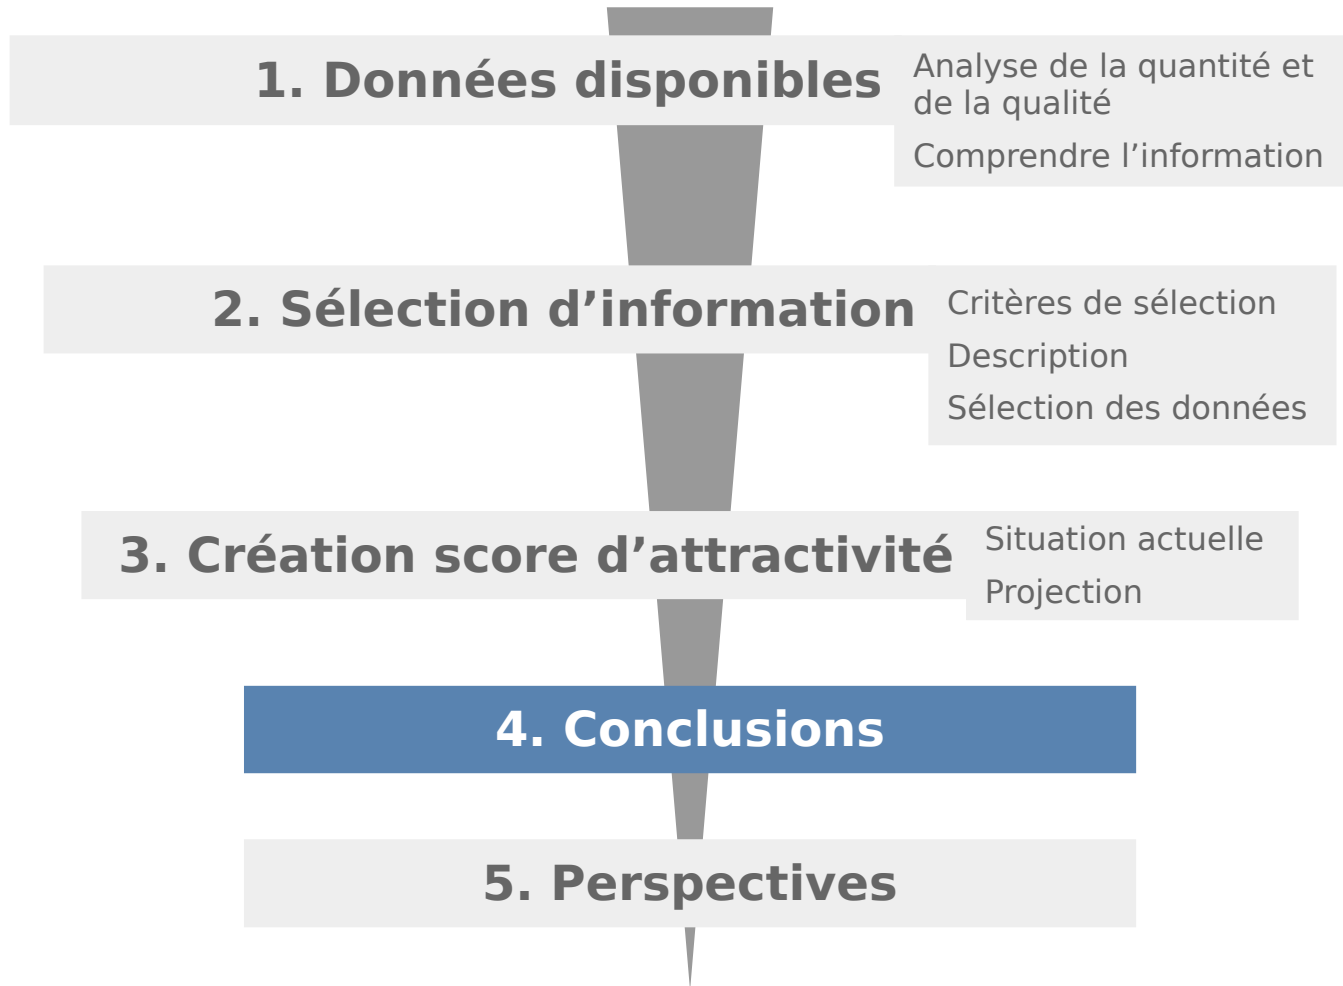 1. Données disponibles
Analyse de la quantité et
de la qualité
Comprendre l’information
2. Sélection d’information
Critères de sélection
Description
Sélection des données
3. Création score d’attractivité
Situation actuelle
Projection
4. Conclusions
5. Perspectives